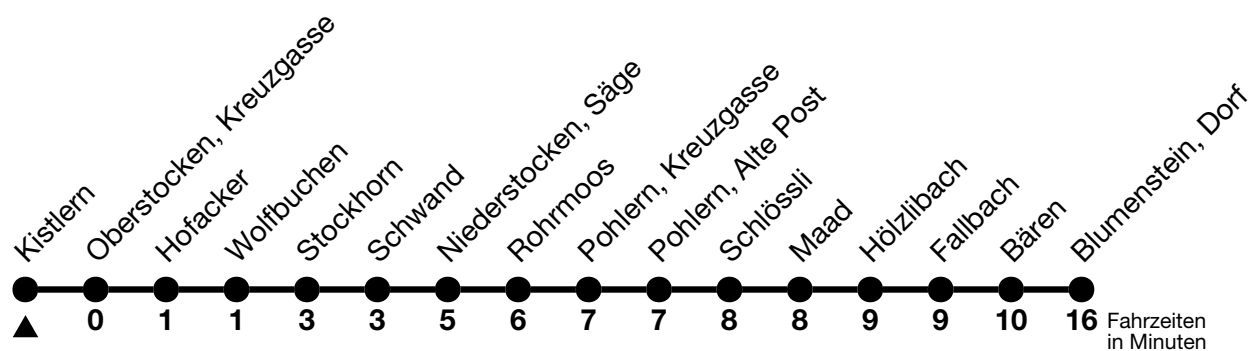 Kistlern
Oberstocken, Kreuzgasse
Hofacker
Wolfbuchen
Stockhorn
Schwand
Niederstocken, Säge
Rohrmoos
Pohlern, Kreuzgasse
Pohlern, Alte Post
Schlössli
Maad
Hölzlibach
Fallbach
Bären
Blumenstein, Dorf
0 1 1 3 3 5 6 7 7 8 8 9 9 10 16 Fahrzeiten
in Minuten